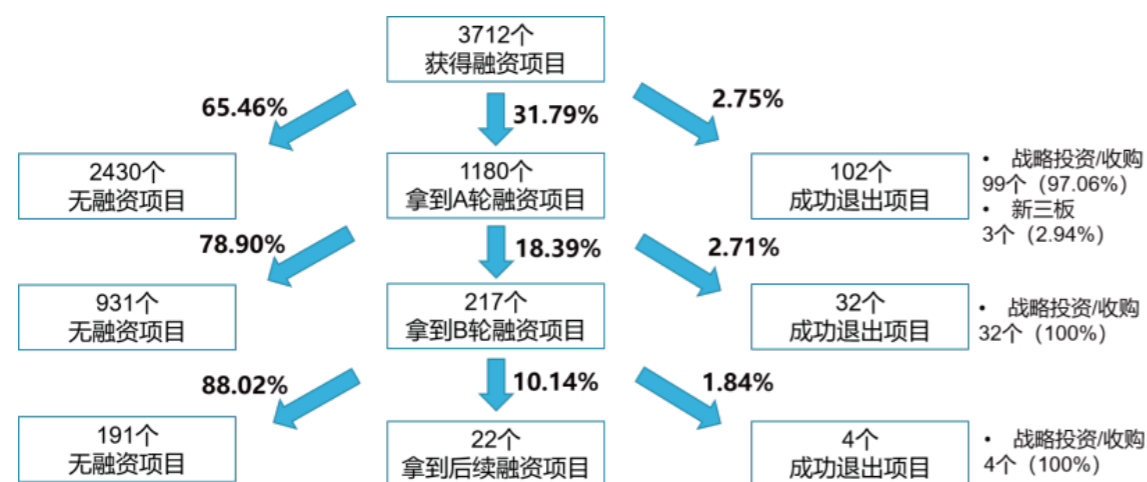 3712个
获得融资项目
65.46%
31.79%
2.75%
2430个
无融资项目
1180个
拿到A轮融资项目
102个
成功退出项目
• 战略投资/收购
99个（97.06%）
• 新三板
3个（2.94%）
78.90%
18.39%
2.71%
931个
无融资项目
217个
拿到B轮融资项目
32个
成功退出项目
• 战略投资/收购
32个（100%）
88.02%
10.14%
1.84%
191个
无融资项目
22个
拿到后续融资项目
4个
成功退出项目
• 战略投资/收购
4个（100%）